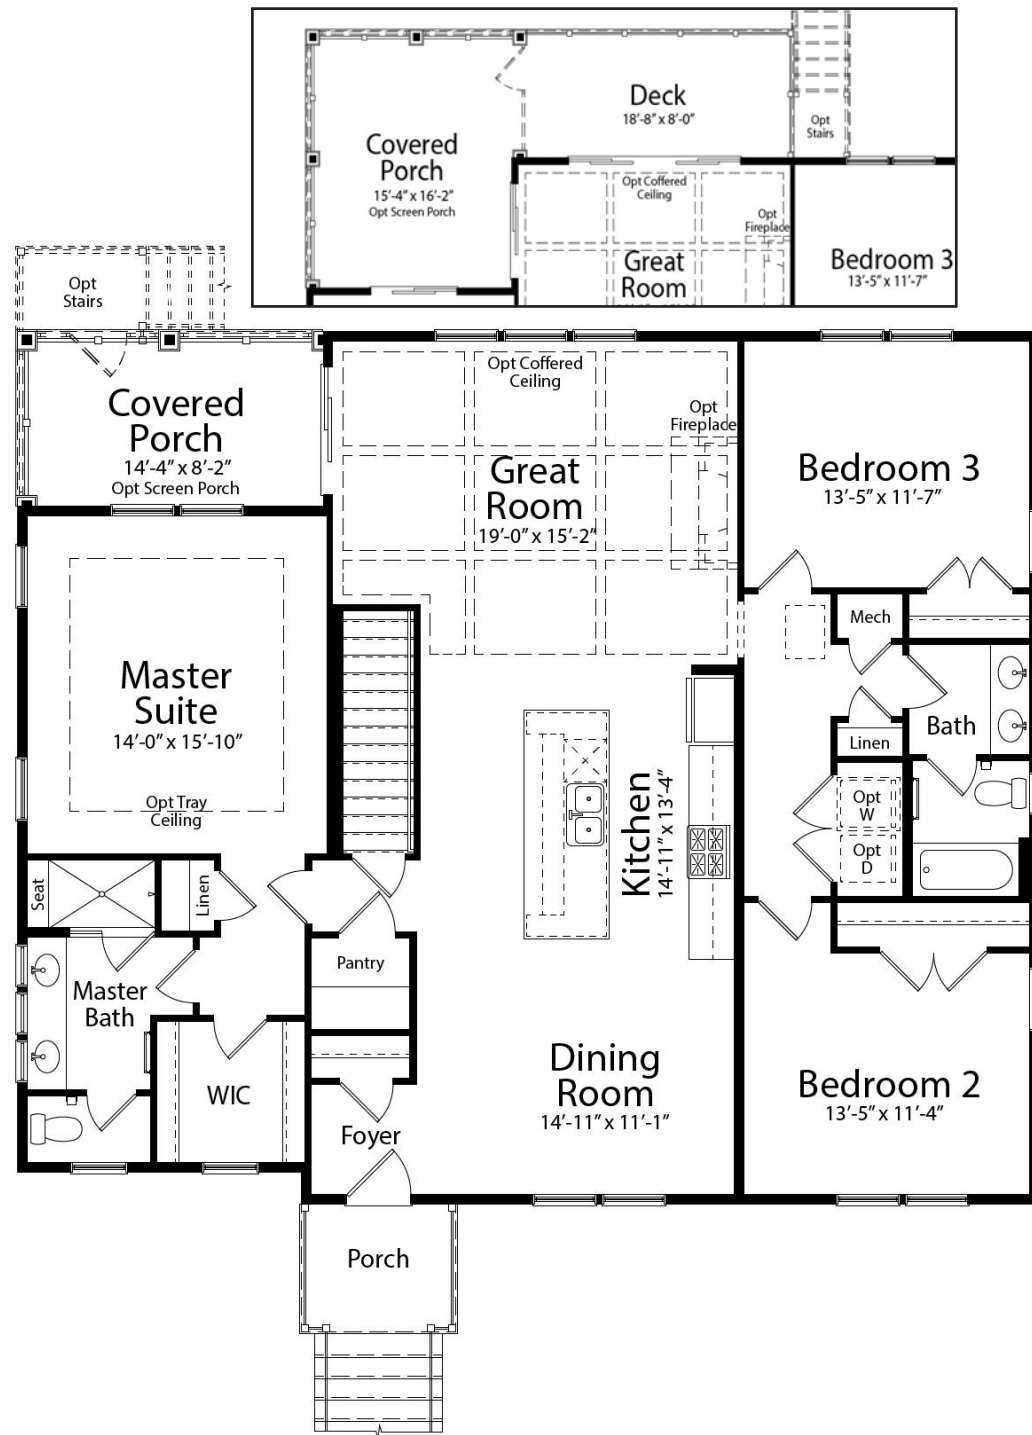 Deck
18’-8” x 8’-0”
Opt
Stairs
Covered
Porch
15’-4” x 16’-2”
Opt Screen Porch
Opt Coffered
Ceiling
Opt
Fireplace
Great
Room
Bedroom 3
13’-5” x 11’-7”
Opt
Stairs
Covered
Porch
14’-4” x 8’-2”
Opt Screen Porch
Opt Coffered
Ceiling
Opt
Fireplace
Great
Room
19’-0” x 15’-2”
Bedroom 3
13’-5” x 11’-7”
Mech
Master
Suite
14’-0” x 15’-10”
Opt Tray
Ceiling
Bath
Linen
Kitchen
14’-11” x 13’-4”
Opt
W
Opt
D
Seat
Linen
Pantry
Master
Bath
WIC
Foyer
Dining
Room
14’-11” x 11’-1”
Bedroom 2
13’-5” x 11’-4”
Porch